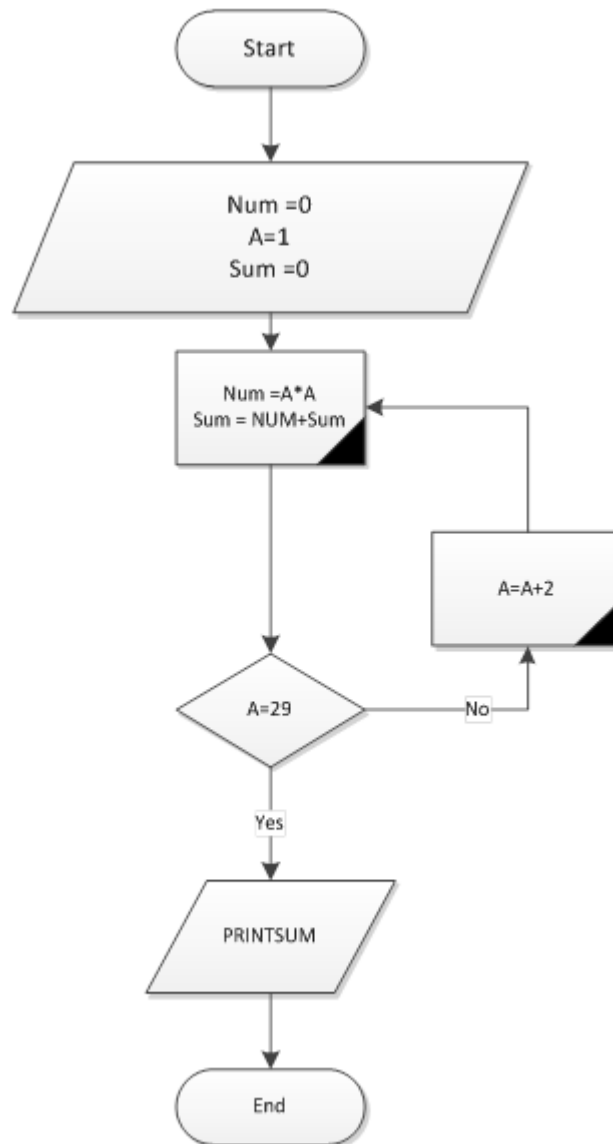 Start
Num =0
A=1
Sum =0
Num =A*A
Sum = NUM+Sum
A=A+2
A=29
No
Yes
PRINTSUM
End